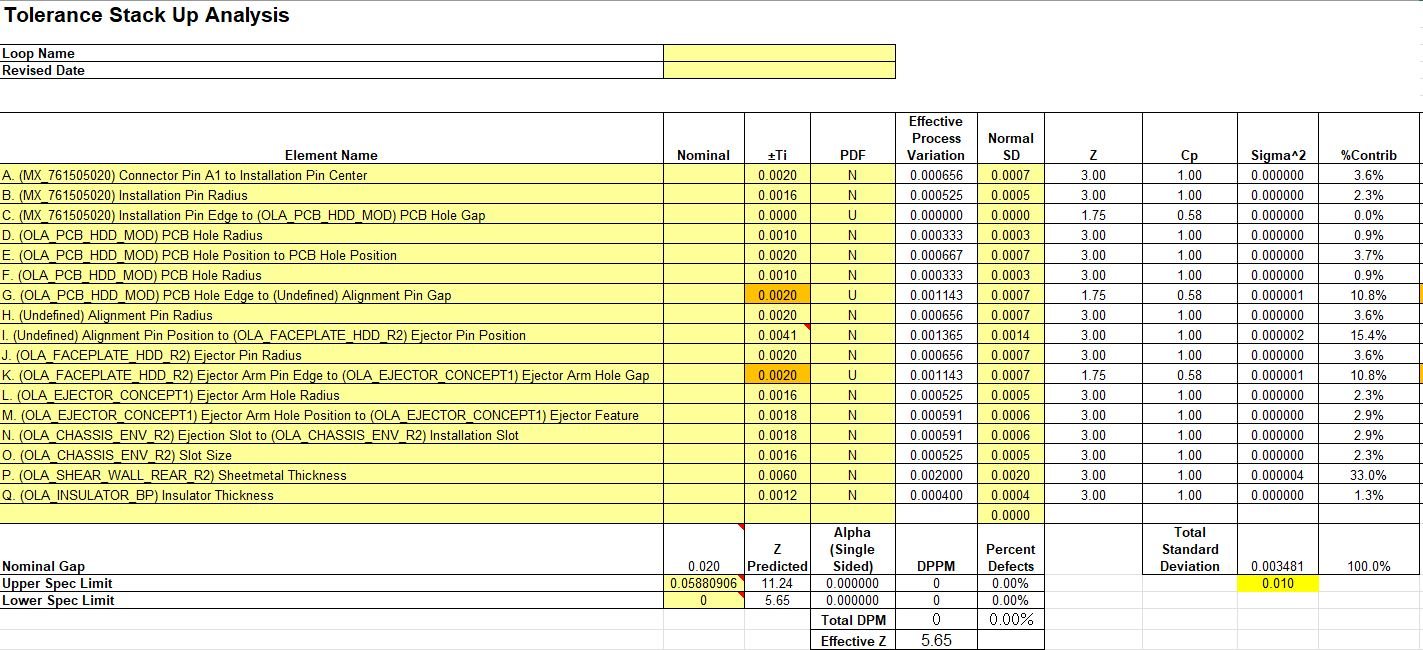 Tolerance Stack Up Analysis
Loop Name
Revised Date
Element Name Nominal ±Ti PDF Effective Process Variation Normal SD Z Cp Sigma^2 %Contrib
A. (MX_761505020) Connector Pin A1 to Installation Pin Center 0.0020 N 0.000656 0.0007 3.00 1.00 0.000000 3.6%
B. (MX_761505020) Installation Pin Radius 0.0016 N 0.000525 0.0005 3.00 1.00 0.000000 2.3%
C. (MX_761505020) Installation Pin Edge to (OLA_PCB_HDD_MOD) PCB Hole Gap 0.0000 U 0.000000 0.0000 1.75 0.58 0.000000 0.0%
D. (OLA_PCB_HDD_MOD) PCB Hole Radius 0.0010 N 0.000333 0.0003 3.00 1.00 0.000000 0.9%
E. (OLA_PCB_HDD_MOD) PCB Hole Position to PCB Hole Position 0.0020 N 0.000667 0.0007 3.00 1.00 0.000000 3.7%
F. (OLA_PCB_HDD_MOD) PCB Hole Radius 0.0010 N 0.000333 0.0003 3.00 1.00 0.000000 0.9%
G. (OLA_PCB_HDD_MOD) PCB Hole Edge to (Undefined) Alignment Pin Gap 0.0020 U 0.001143 0.0007 1.75 0.58 0.000001 10.8%
H. (Undefined) Alignment Pin Radius 0.0020 N 0.000656 0.0007 3.00 1.00 0.000000 3.6%
I. (Undefined) Alignment Pin Position to (OLA_FACEPLATE_HDD_R2) Ejector Pin Position 0.0041 N 0.001365 0.0014 3.00 1.00 0.000002 15.4%
J. (OLA_FACEPLATE_HDD_R2) Ejector Pin Radius 0.0020 N 0.000656 0.0007 3.00 1.00 0.000000 3.6%
K. (OLA_FACEPLATE_HDD_R2) Ejector Arm Pin Edge to (OLA_EJECTOR_CONCEPT1) Ejector Arm Hole Gap 0.0020 U 0.001143 0.0007 1.75 0.58 0.000001 10.8%
L. (OLA_EJECTOR_CONCEPT1) Ejector Arm Hole Radius 0.0016 N 0.000525 0.0005 3.00 1.00 0.000000 2.3%
M. (OLA_EJECTOR_CONCEPT1) Ejector Arm Hole Position to (OLA_EJECTOR_CONCEPT1) Ejector Feature 0.0018 N 0.000591 0.0006 3.00 1.00 0.000000 2.9%
N. (OLA_CHASSIS_ENV_R2) Ejection Slot to (OLA_CHASSIS_ENV_R2) Installation Slot 0.0018 N 0.000591 0.0006 3.00 1.00 0.000000 2.9%
O. (OLA_CHASSIS_ENV_R2) Slot Size 0.0016 N 0.000525 0.0005 3.00 1.00 0.000000 2.3%
P. (OLA_SHEAR_WALL_REAR_R2) Sheetmetal Thickness 0.0060 N 0.002000 0.0020 3.00 1.00 0.000004 33.0%
Q. (OLA_INSULATOR_BP) Insulator Thickness 0.0012 N 0.000400 0.0004 3.00 1.00 0.000000 1.3%
0.0000
Nominal Gap 0.020 Z Predicted Alpha (Single Sided) DPPM Percent Defects Total Standard Deviation 0.003481 100.0%
Upper Spec Limit 0.05880906 11.24 0.000000 0 0.00% 0.010
Lower Spec Limit 0 5.65 0.000000 0 0.00%
Total DPM 0 0.00%
Effective Z 5.65